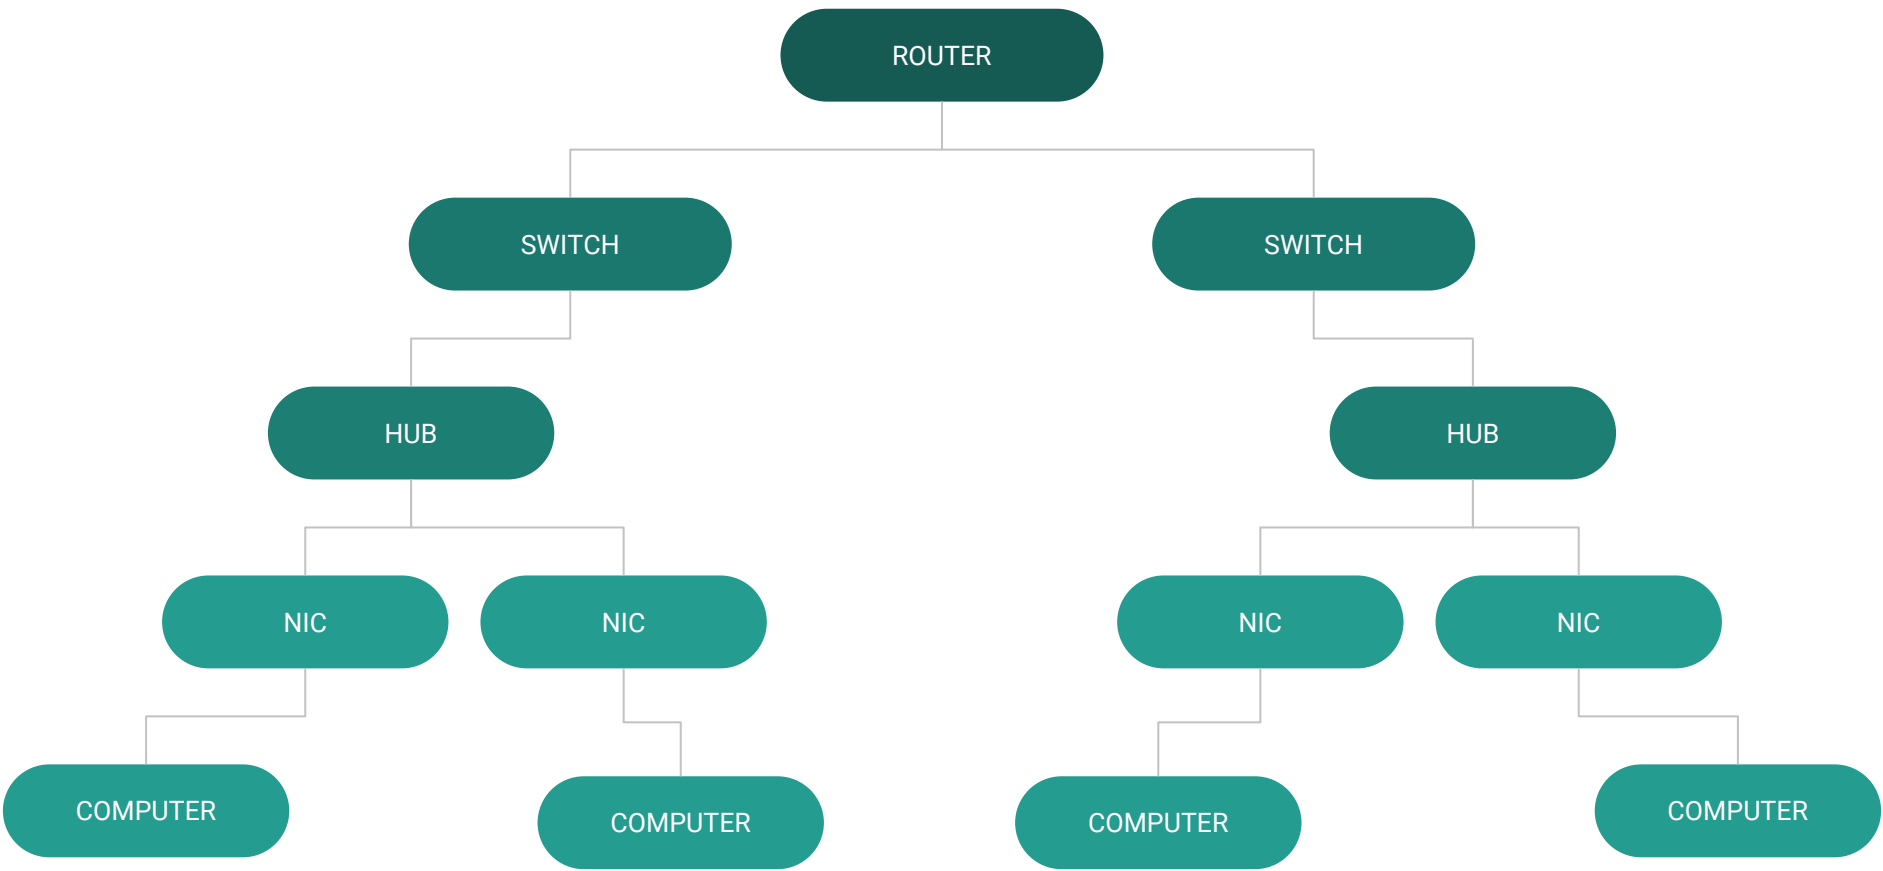 ROUTER
SWITCH
SWITCH
HUB
HUB
NIC
NIC
NIC
NIC
COMPUTER
COMPUTER
COMPUTER
COMPUTER